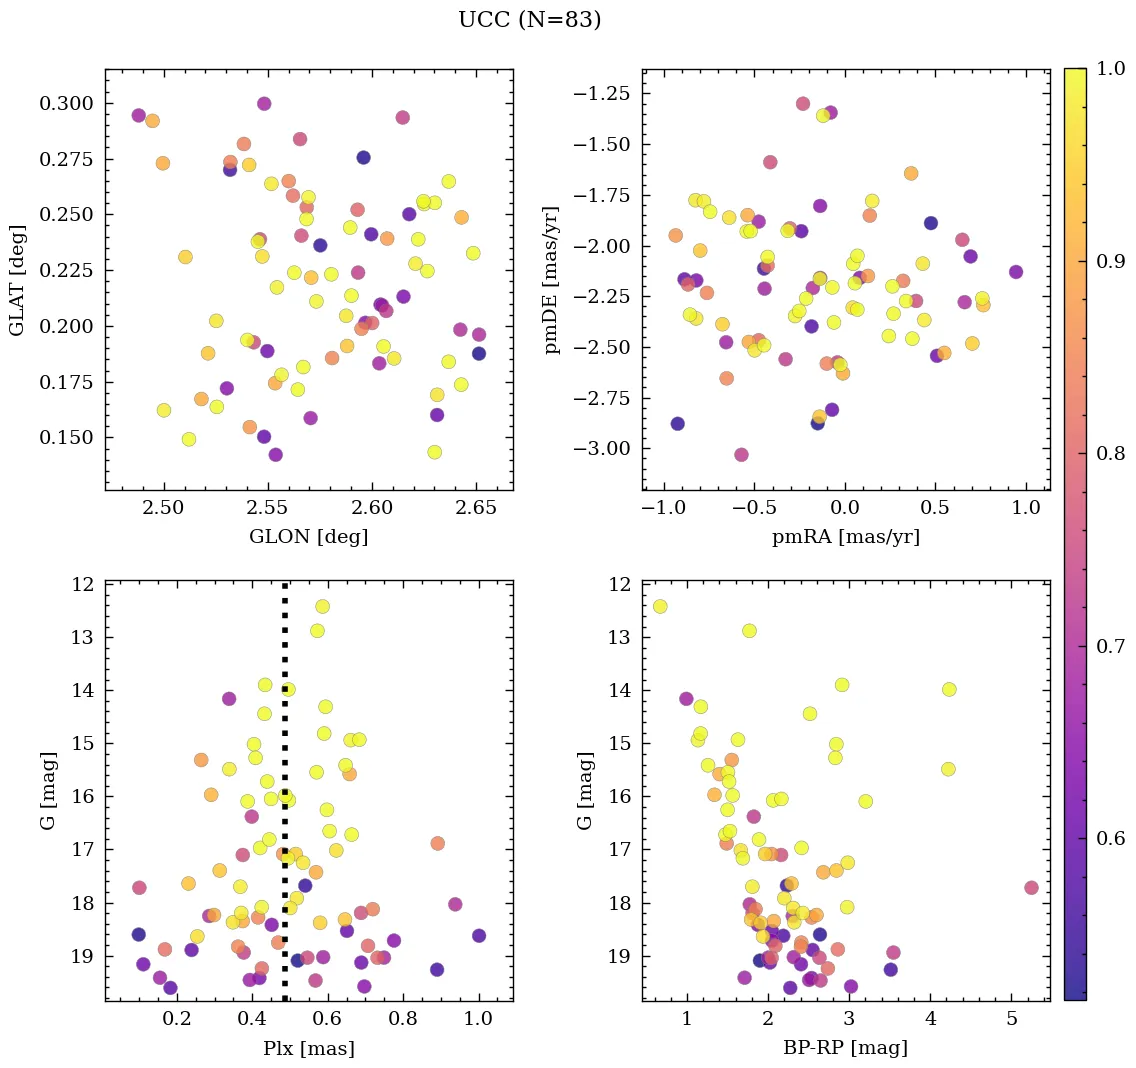 UCC (N=83)
0.300
0.275
0.250
0.225
0.200
0.175
0.150
GLAT [deg]
2.50 2.55 2.60 2.65
GLON [deg]
−1.25
−1.50
−1.75
−2.00
−2.25
−2.50
−2.75
−3.00
pmDE [mas/yr]
−1.0 −0.5 0.0 0.5 1.0
pmRA [mas/yr]
12
13
14
15
16
17
18
19
G [mag]
0.2 0.4 0.6 0.8 1.0
Plx [mas]
12
13
14
15
16
17
18
19
G [mag]
1 2 3 4 5
BP-RP [mag]
1.0
0.9
0.8
0.7
0.6